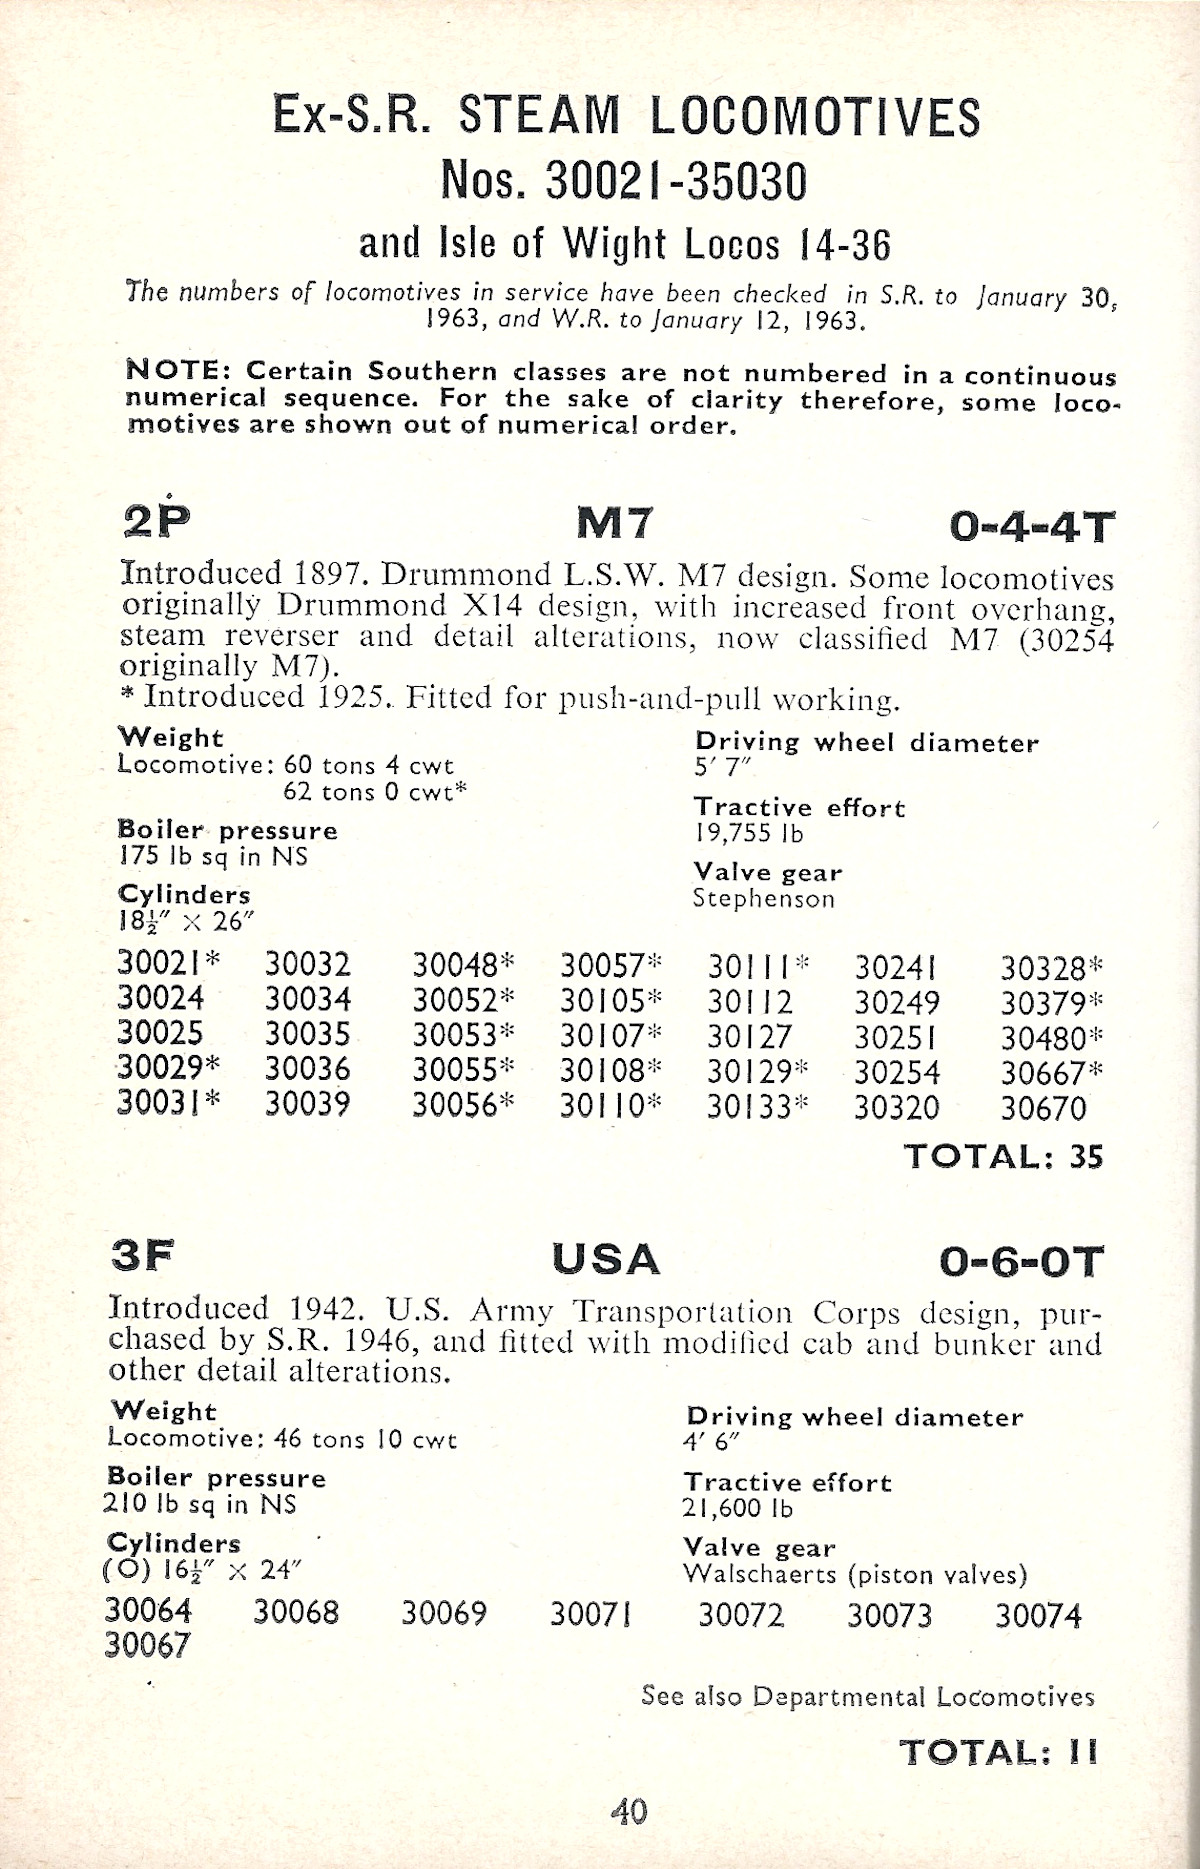 Ex-S.R. STEAM LOCOMOTIVES
Nos. 30021-35030
and Isle of Wight Locos 14-36
The numbers of locomotives in service have been checked in S.R. to January 30,
1963, and W.R. to January 12, 1963.
NOTE: Certain Southern classes are not numbered in a continuous
numerical sequence. For the sake of clarity therefore, some loco-
motives are shown out of numerical order.
2P M7 0-4-4T
Introduced 1897. Drummond L.S.W. M7 design. Some locomotives
originally Drummond X14 design, with increased front overhang,
steam reverser and detail alterations, now classified M7 (30254
originally M7).
* Introduced 1925. Fitted for push-and-pull working.
Weight
Locomotive: 60 tons 4 cwt
62 tons 0 cwt*
Boiler pressure
175 lb sq in NS
Cylinders
18½″ × 26″
Driving wheel diameter
5′ 7″
Tractive effort
19,755 lb
Valve gear
Stephenson
30021* 30032 30048* 30057* 30111* 30241 30328*
30024 30034 30052* 30105* 30112 30249 30379*
30025 30035 30053* 30107* 30127 30251 30480*
30029* 30036 30055* 30108* 30129* 30254 30667*
30031* 30039 30056* 30110* 30133* 30320 30670
TOTAL: 35
3F USA 0-6-0T
Introduced 1942. U.S. Army Transportation Corps design, pur-
chased by S.R. 1946, and fitted with modified cab and bunker and
other detail alterations.
Weight
Locomotive: 46 tons 10 cwt
Boiler pressure
210 lb sq in NS
Cylinders
(O) 16½″ × 24″
Driving wheel diameter
4′ 6″
Tractive effort
21,600 lb
Valve gear
Walschaerts (piston valves)
30064 30068 30069 30071 30072 30073 30074
30067
See also Departmental Locomotives
TOTAL: 11
40